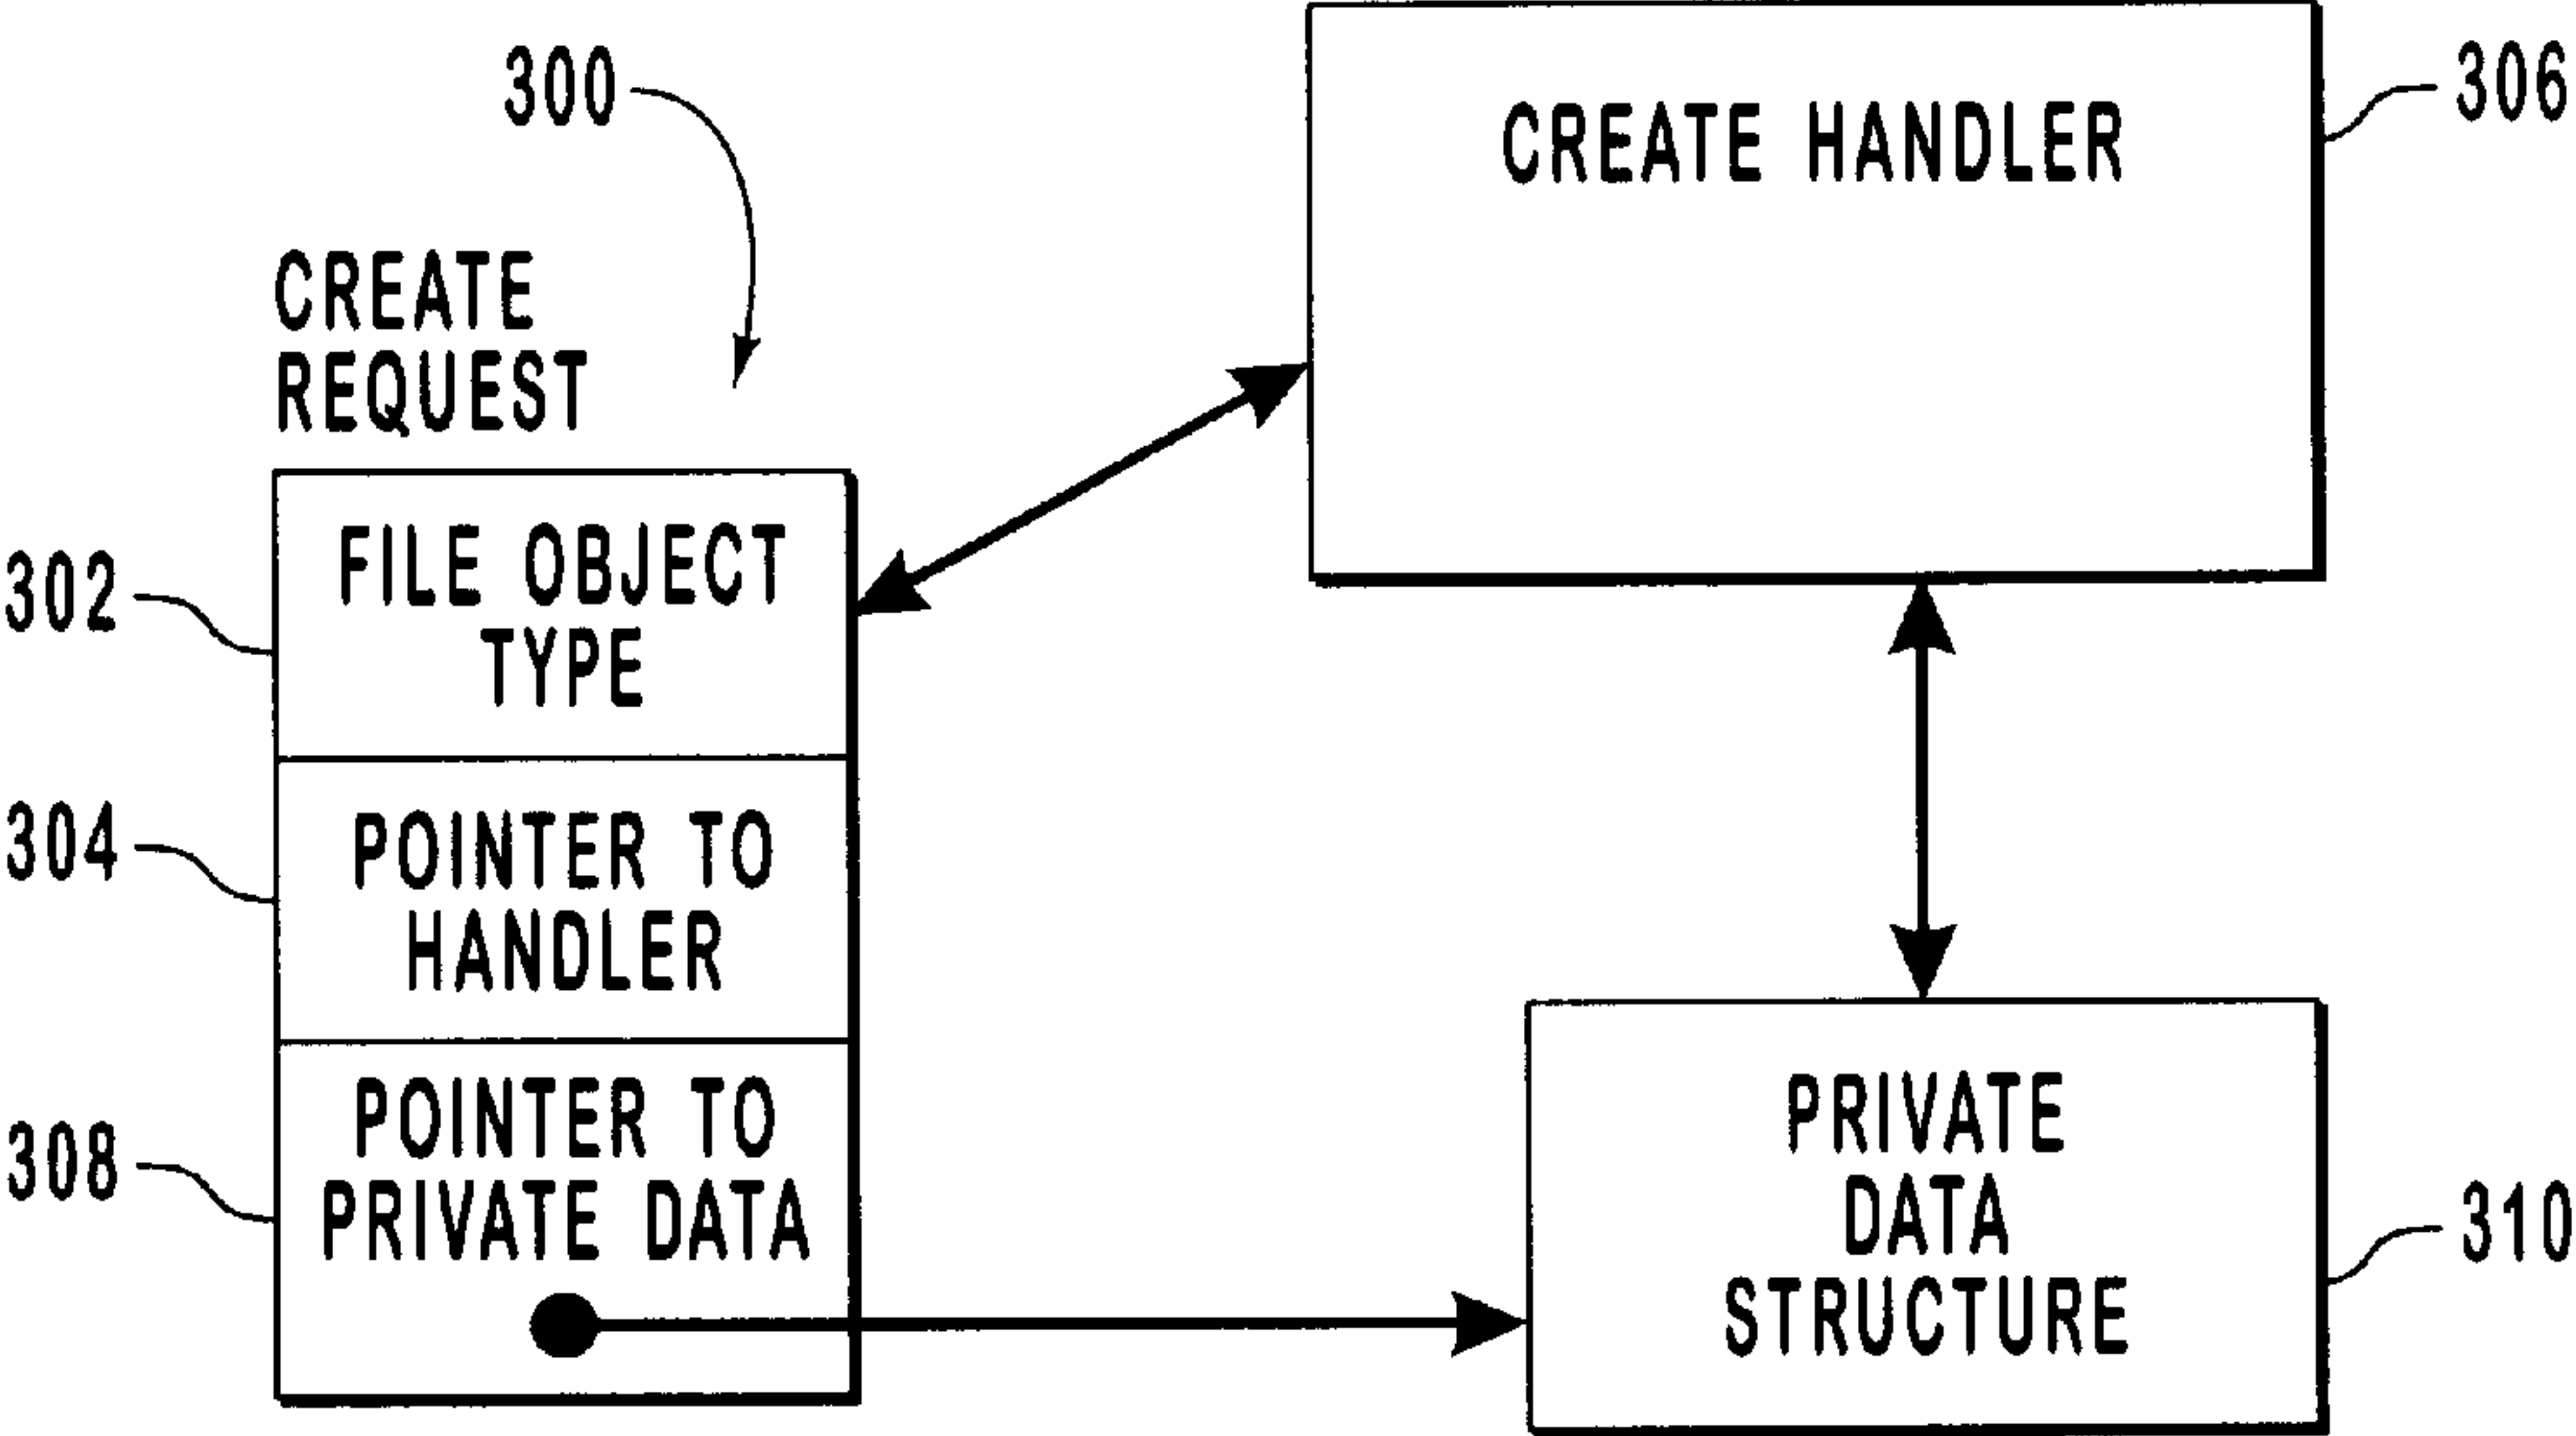 300
CREATE
REQUEST
302
FILE OBJECT
TYPE
304
POINTER TO
HANDLER
308
POINTER TO
PRIVATE DATA
CREATE HANDLER
306
PRIVATE
DATA
STRUCTURE
310